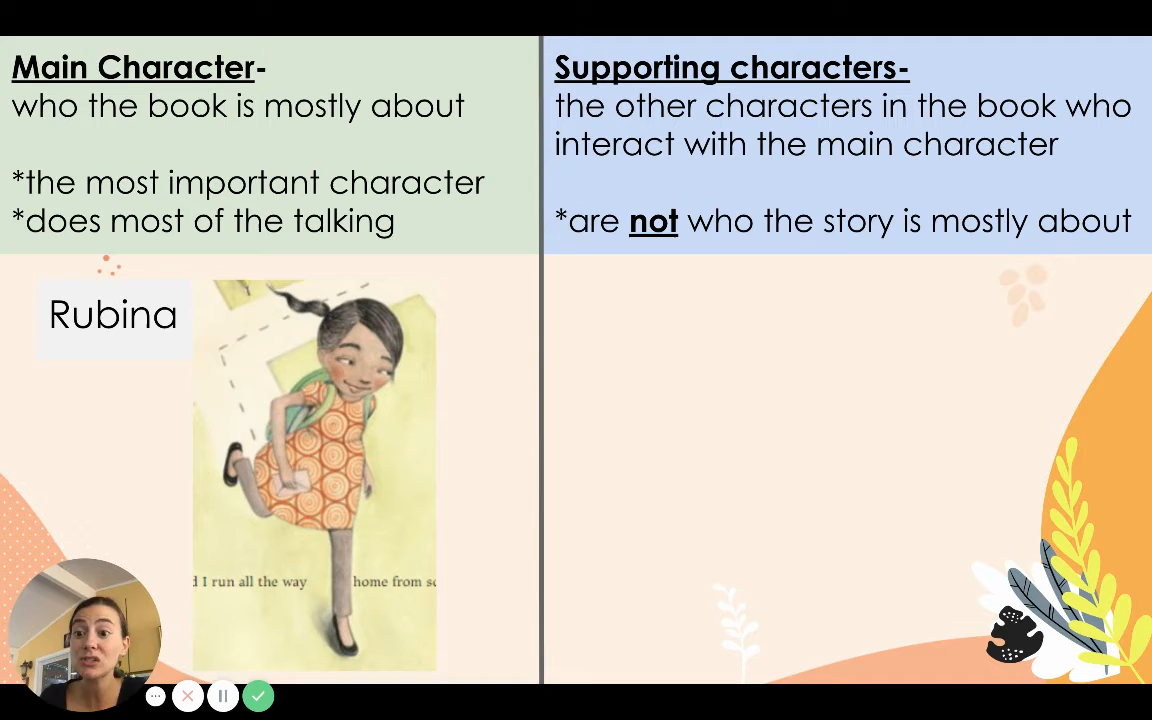 Main Character-
who the book is mostly about
*the most important character
*does most of the talking
Supporting characters-
the other characters in the book who
interact with the main character
*are not who the story is mostly about
Rubina
I run all the way home from